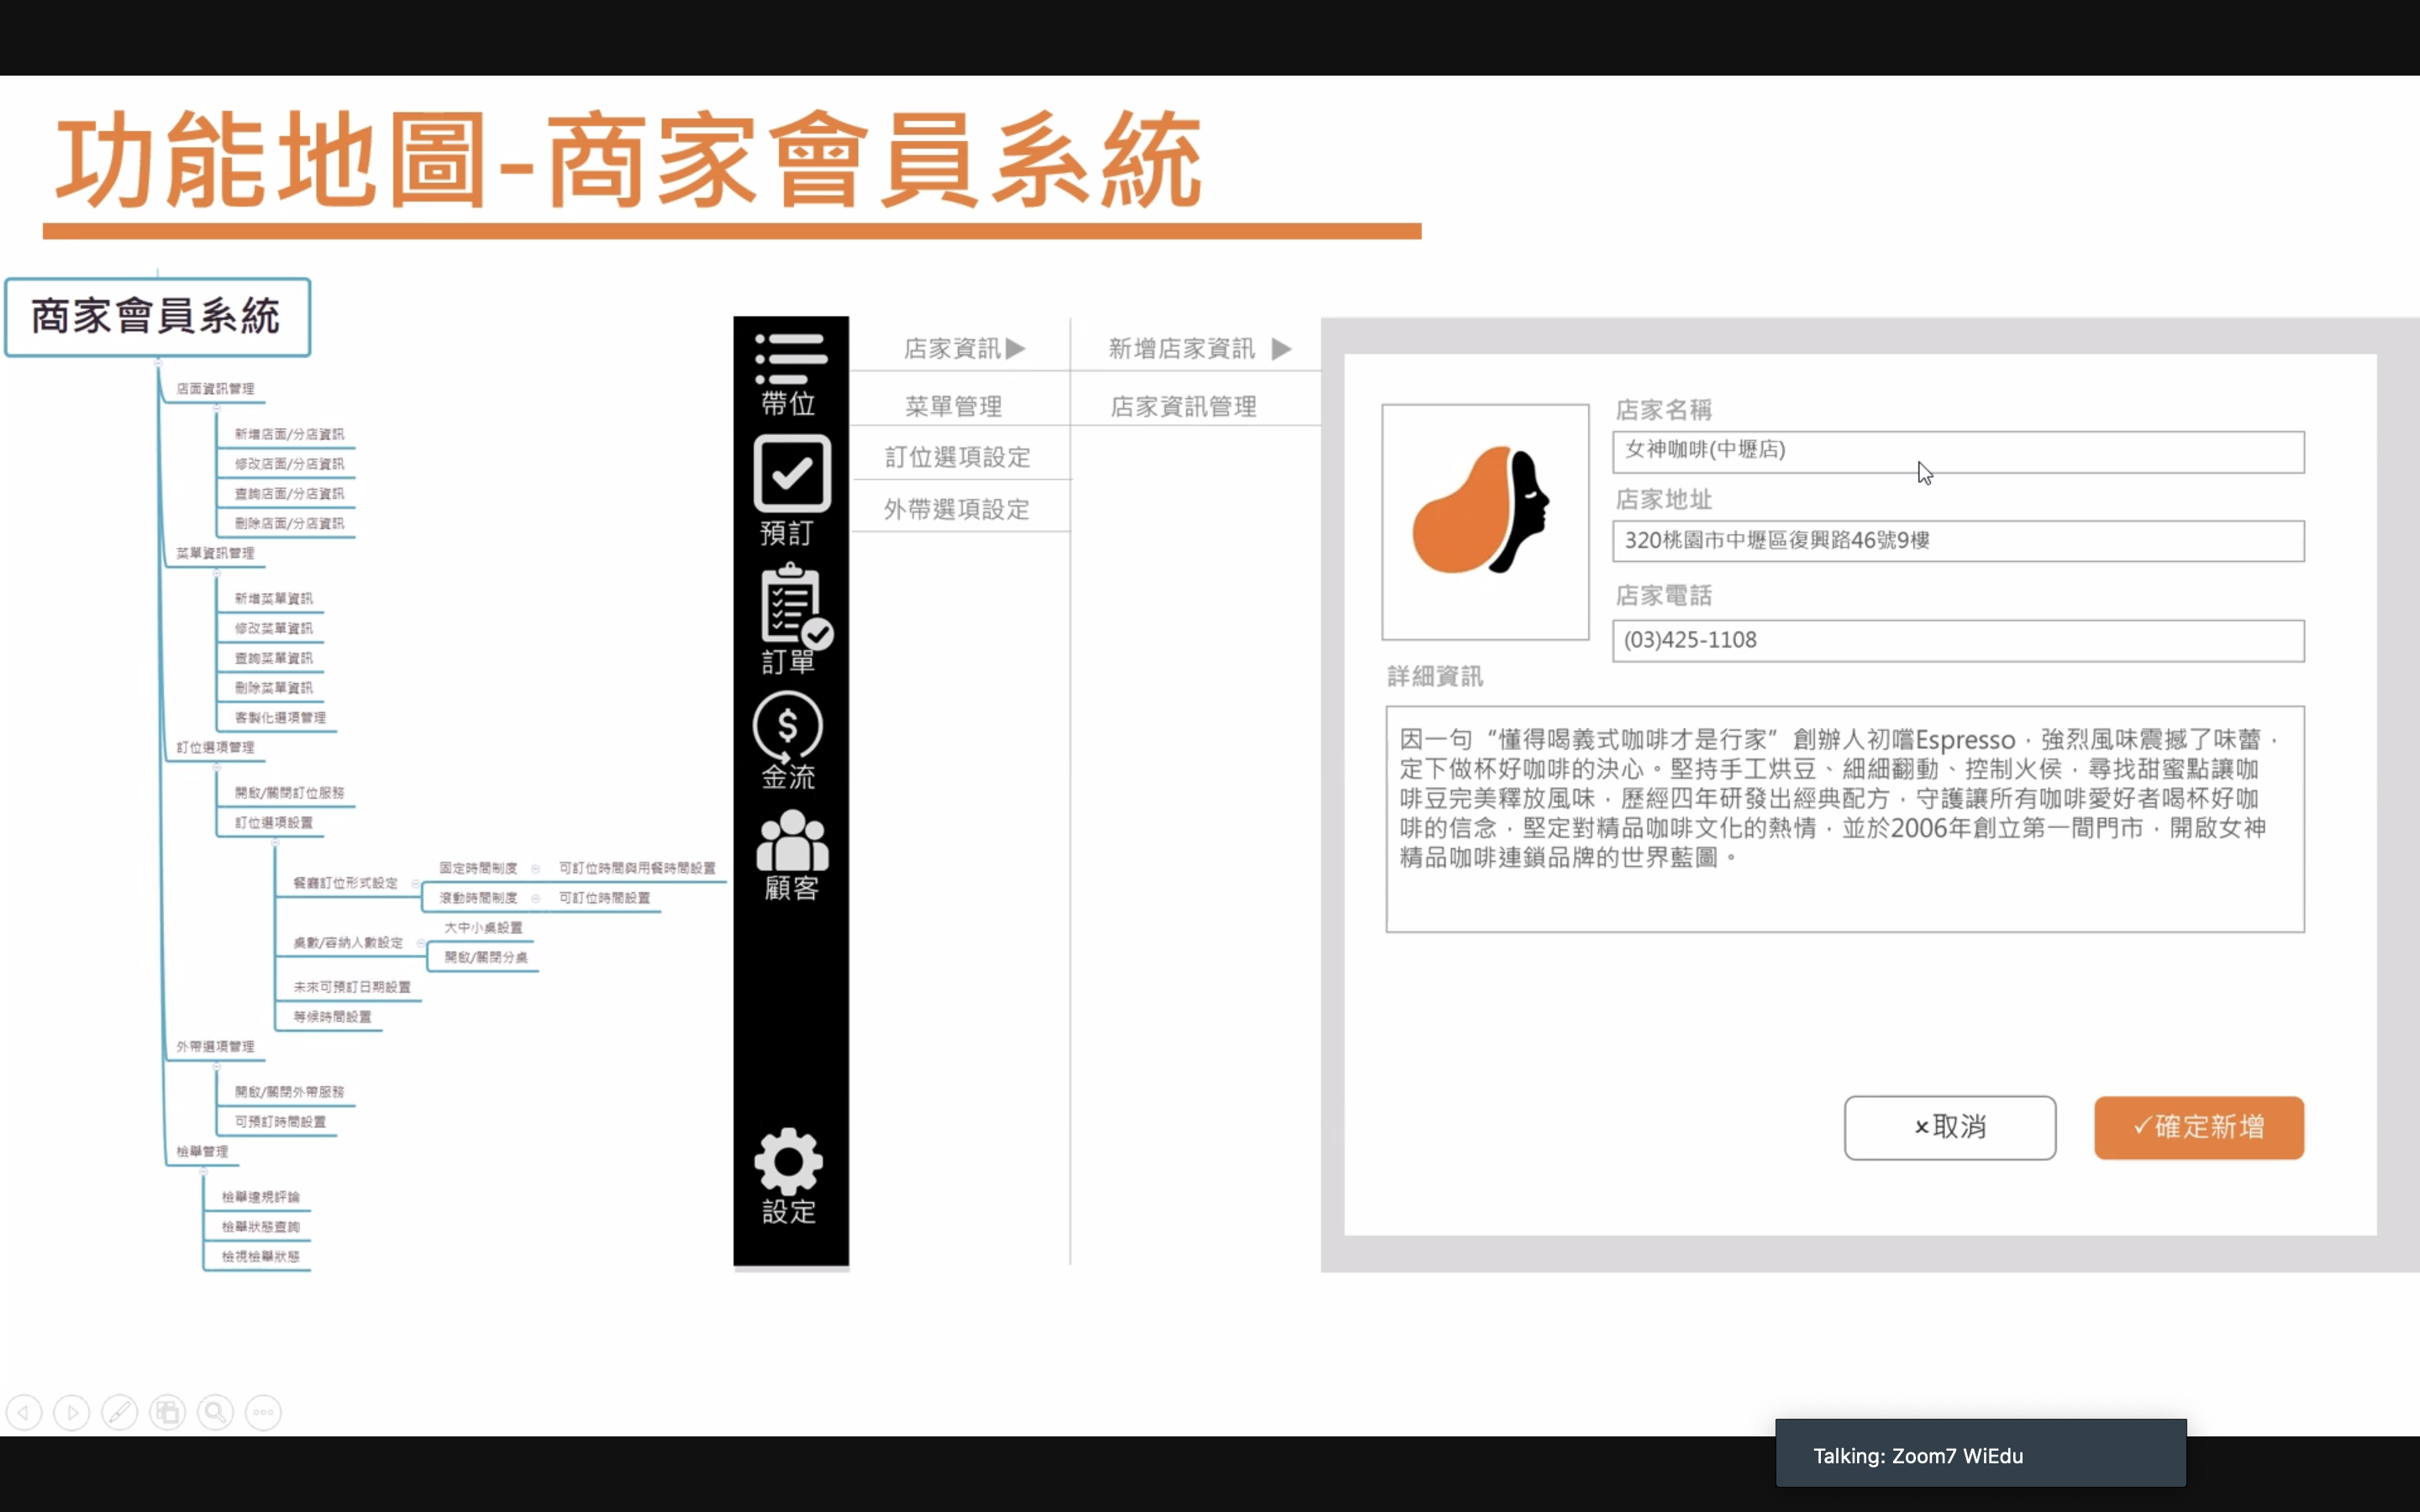 功能地圖-商家會員系統
商家會員系統
店面資訊管理
新增店面/分店資訊
修改店面/分店資訊
查詢店面/分店資訊
刪除店面/分店資訊
菜單資訊管理
新增菜單資訊
修改菜單資訊
查詢菜單資訊
刪除菜單資訊
客製化選項管理
訂位選項管理
開啟/關閉訂位服務
訂位選項設置
餐廳訂位形式設定
固定時間制度
可訂位時間與用餐時間設置
滾動時間制度
可訂位時間設置
桌數/容納人數設定
大中小桌設置
開啟/關閉分桌
未來可預訂日期設置
等候時間設置
外帶選項管理
開啟/關閉外帶服務
可預訂時間設置
檢舉管理
檢舉違規評論
檢舉狀態查詢
檢視檢舉狀態
帶位
預訂
訂單
金流
顧客
設定
店家資訊▶
菜單管理
訂位選項設定
外帶選項設定
新增店家資訊 ▶
店家資訊管理
店家名稱
女神咖啡(中壢店)
店家地址
320桃園市中壢區復興路46號9樓
店家電話
(03)425-1108
詳細資訊
因一句“懂得喝義式咖啡才是行家”創辦人初嚐Espresso，強烈風味震撼了味蕾，
定下做杯好咖啡的決心。堅持手工烘豆、細細翻動、控制火侯，尋找甜蜜點讓咖
啡豆完美釋放風味，歷經四年研發出經典配方，守護讓所有咖啡愛好者喝杯好咖
啡的信念，堅定對精品咖啡文化的熱情，並於2006年創立第一間門市，開啟女神
精品咖啡連鎖品牌的世界藍圖。
×取消
✓確定新增
Talking: Zoom7 WiEdu